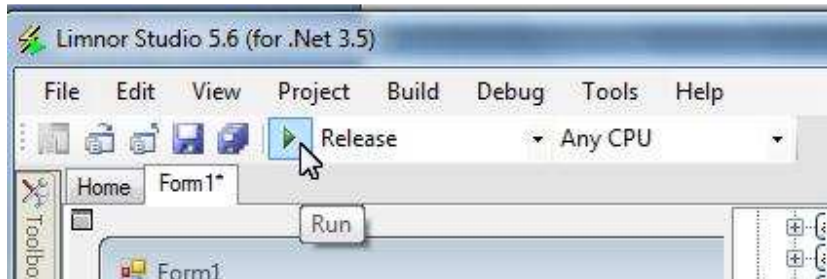 Limnor Studio 5.6 (for .Net 3.5)
File Edit View Project Build Debug Tools Help
Release Any CPU
Home Form1*
Run
Form1